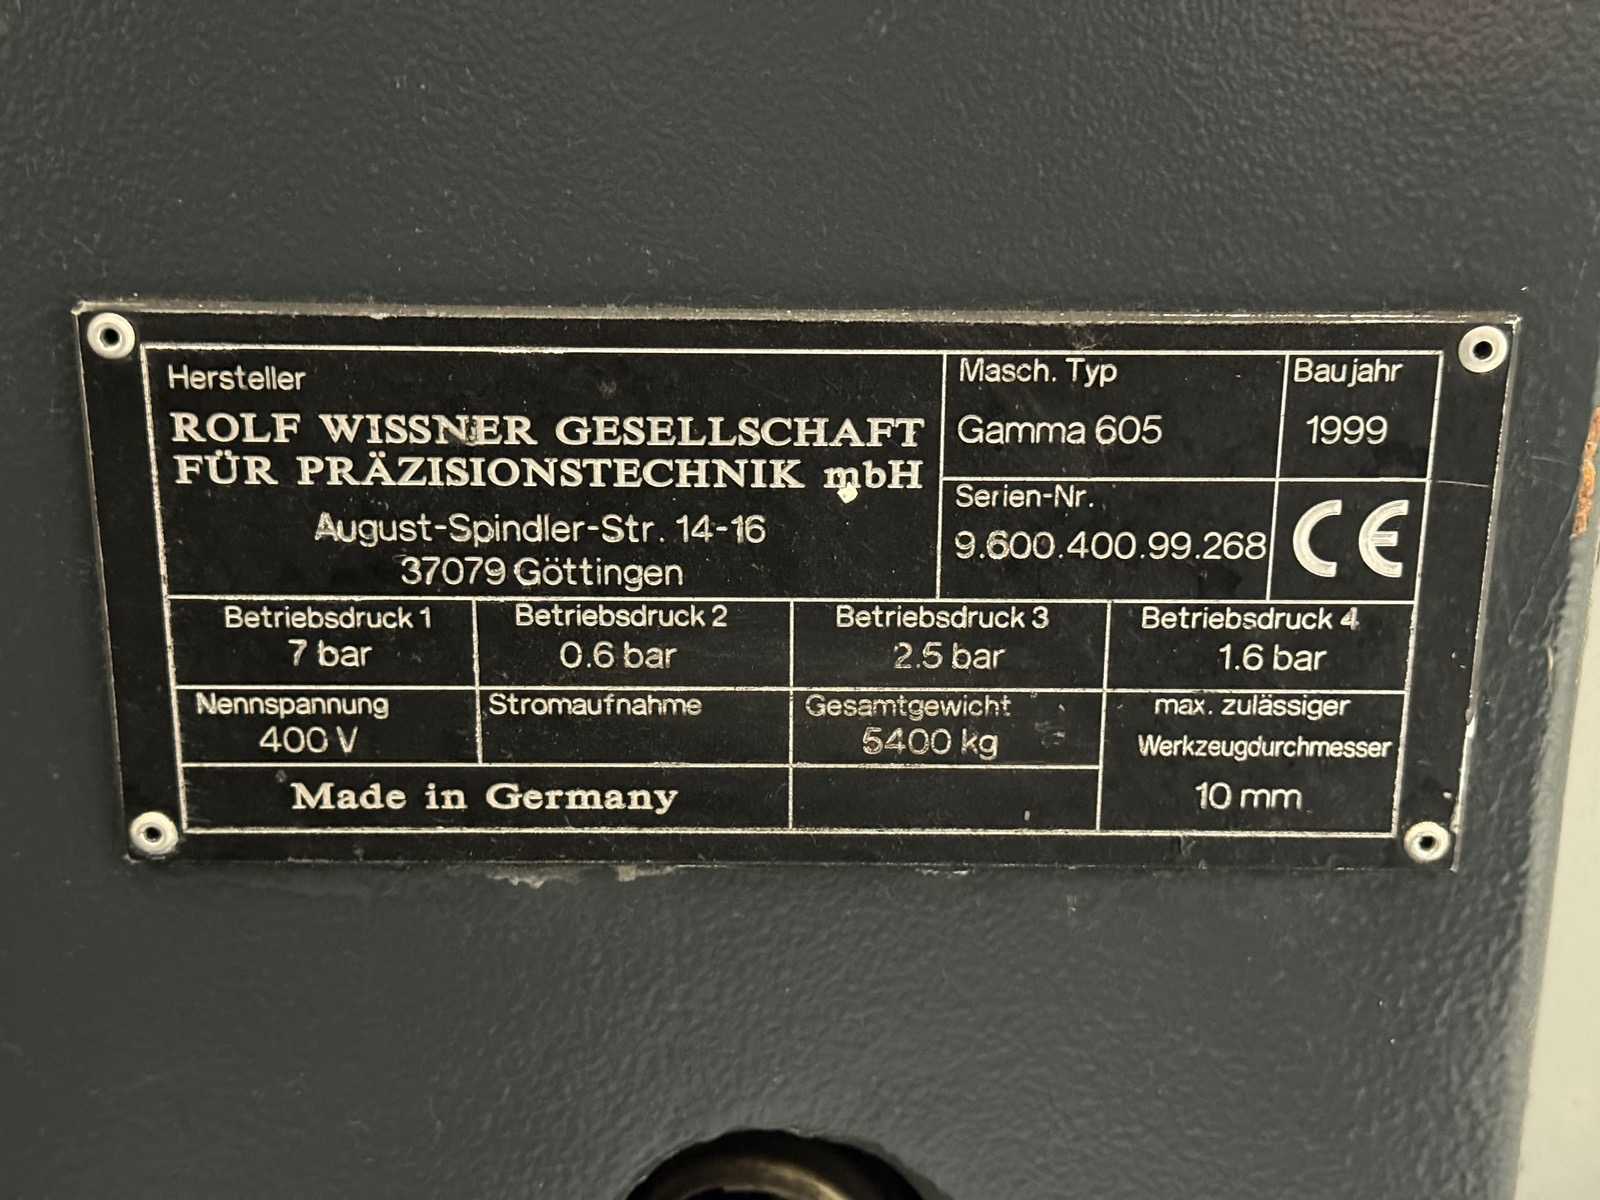 Hersteller
ROLF WISSNER GESELLSCHAFT
FÜR PRÄZISIONSTECHNIK mbH
August-Spindler-Str. 14-16
37079 Göttingen
Masch. Typ
Gamma 605
Baujahr
1999
Serien-Nr.
9.600.400.99.268
CE
Betriebsdruck 1
7 bar
Betriebsdruck 2
0.6 bar
Betriebsdruck 3
2.5 bar
Betriebsdruck 4
1.6 bar
Nennspannung
400 V
Stromaufnahme
Gesamtgewicht
5400 kg
max. zulässiger
Werkzeugdurchmesser
10 mm
Made in Germany